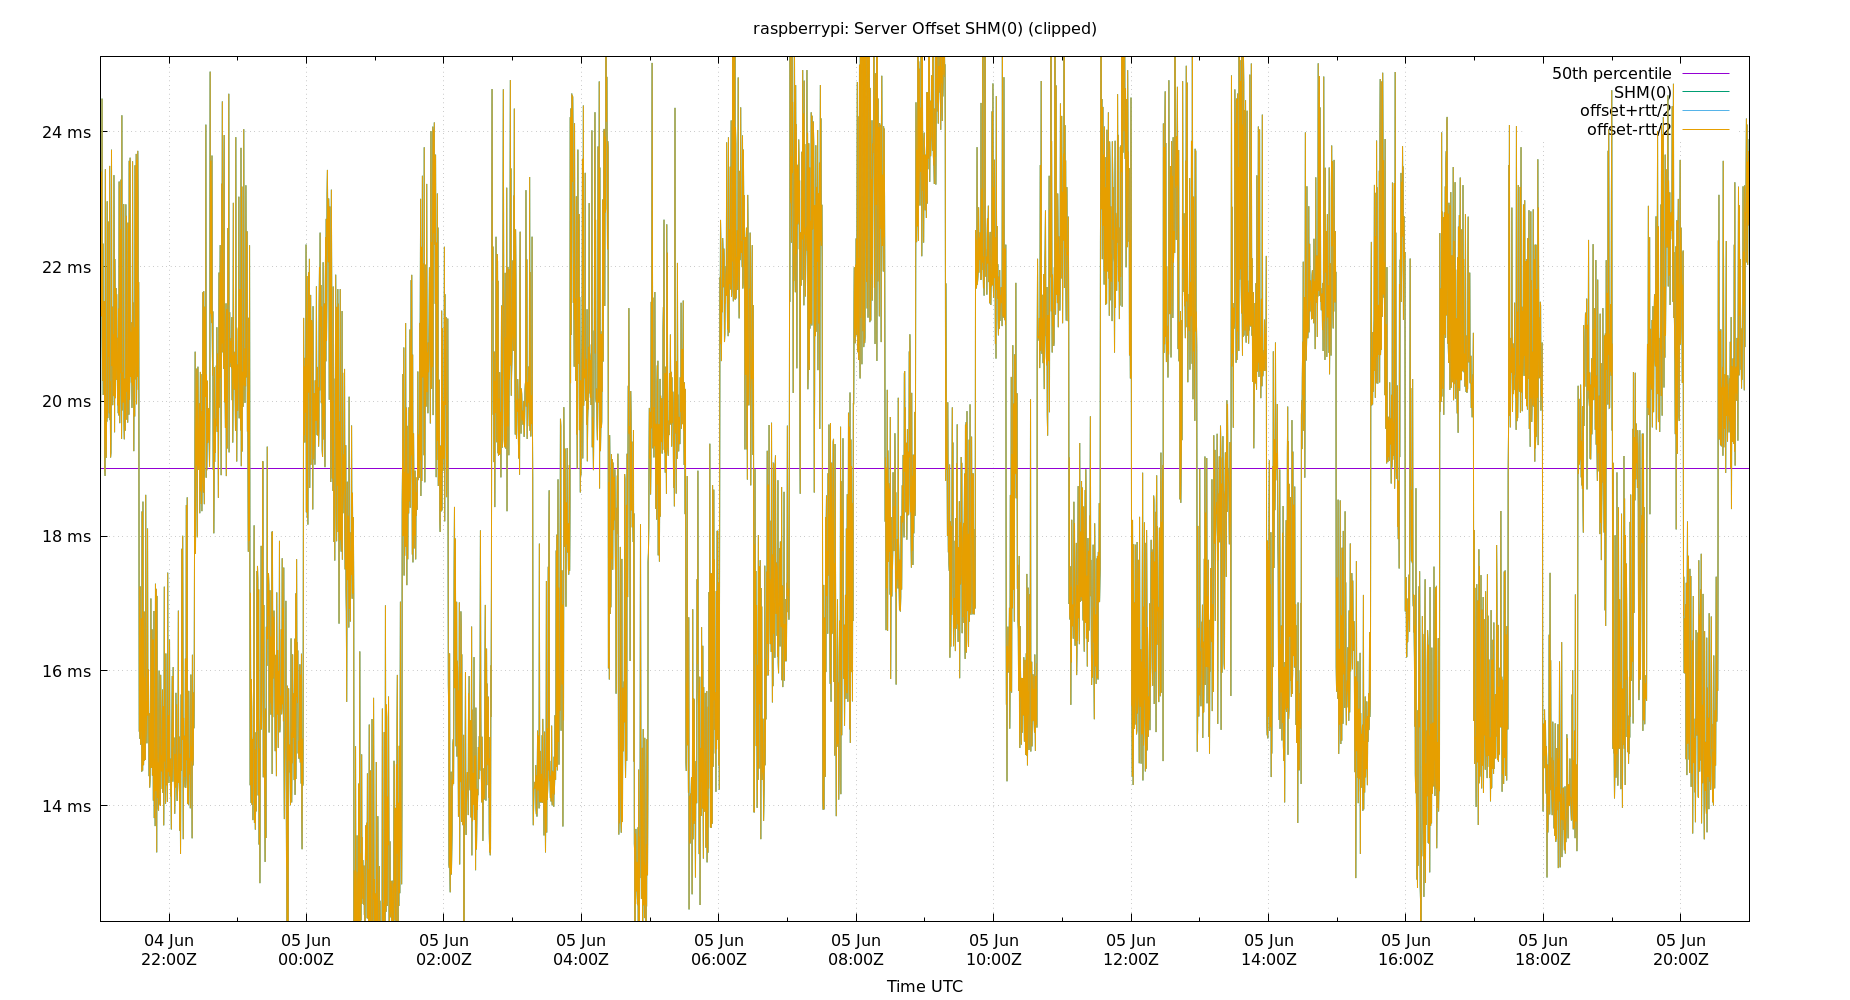 raspberrypi: Server Offset SHM(0) (clipped)
50th percentile
SHM(0)
offset+rtt/2
offset-rtt/2
24 ms
22 ms
20 ms
18 ms
16 ms
14 ms
04 Jun 05 Jun 05 Jun 05 Jun 05 Jun 05 Jun 05 Jun 05 Jun 05 Jun 05 Jun 05 Jun 05 Jun
22:00Z 00:00Z 02:00Z 04:00Z 06:00Z 08:00Z 10:00Z 12:00Z 14:00Z 16:00Z 18:00Z 20:00Z
Time UTC